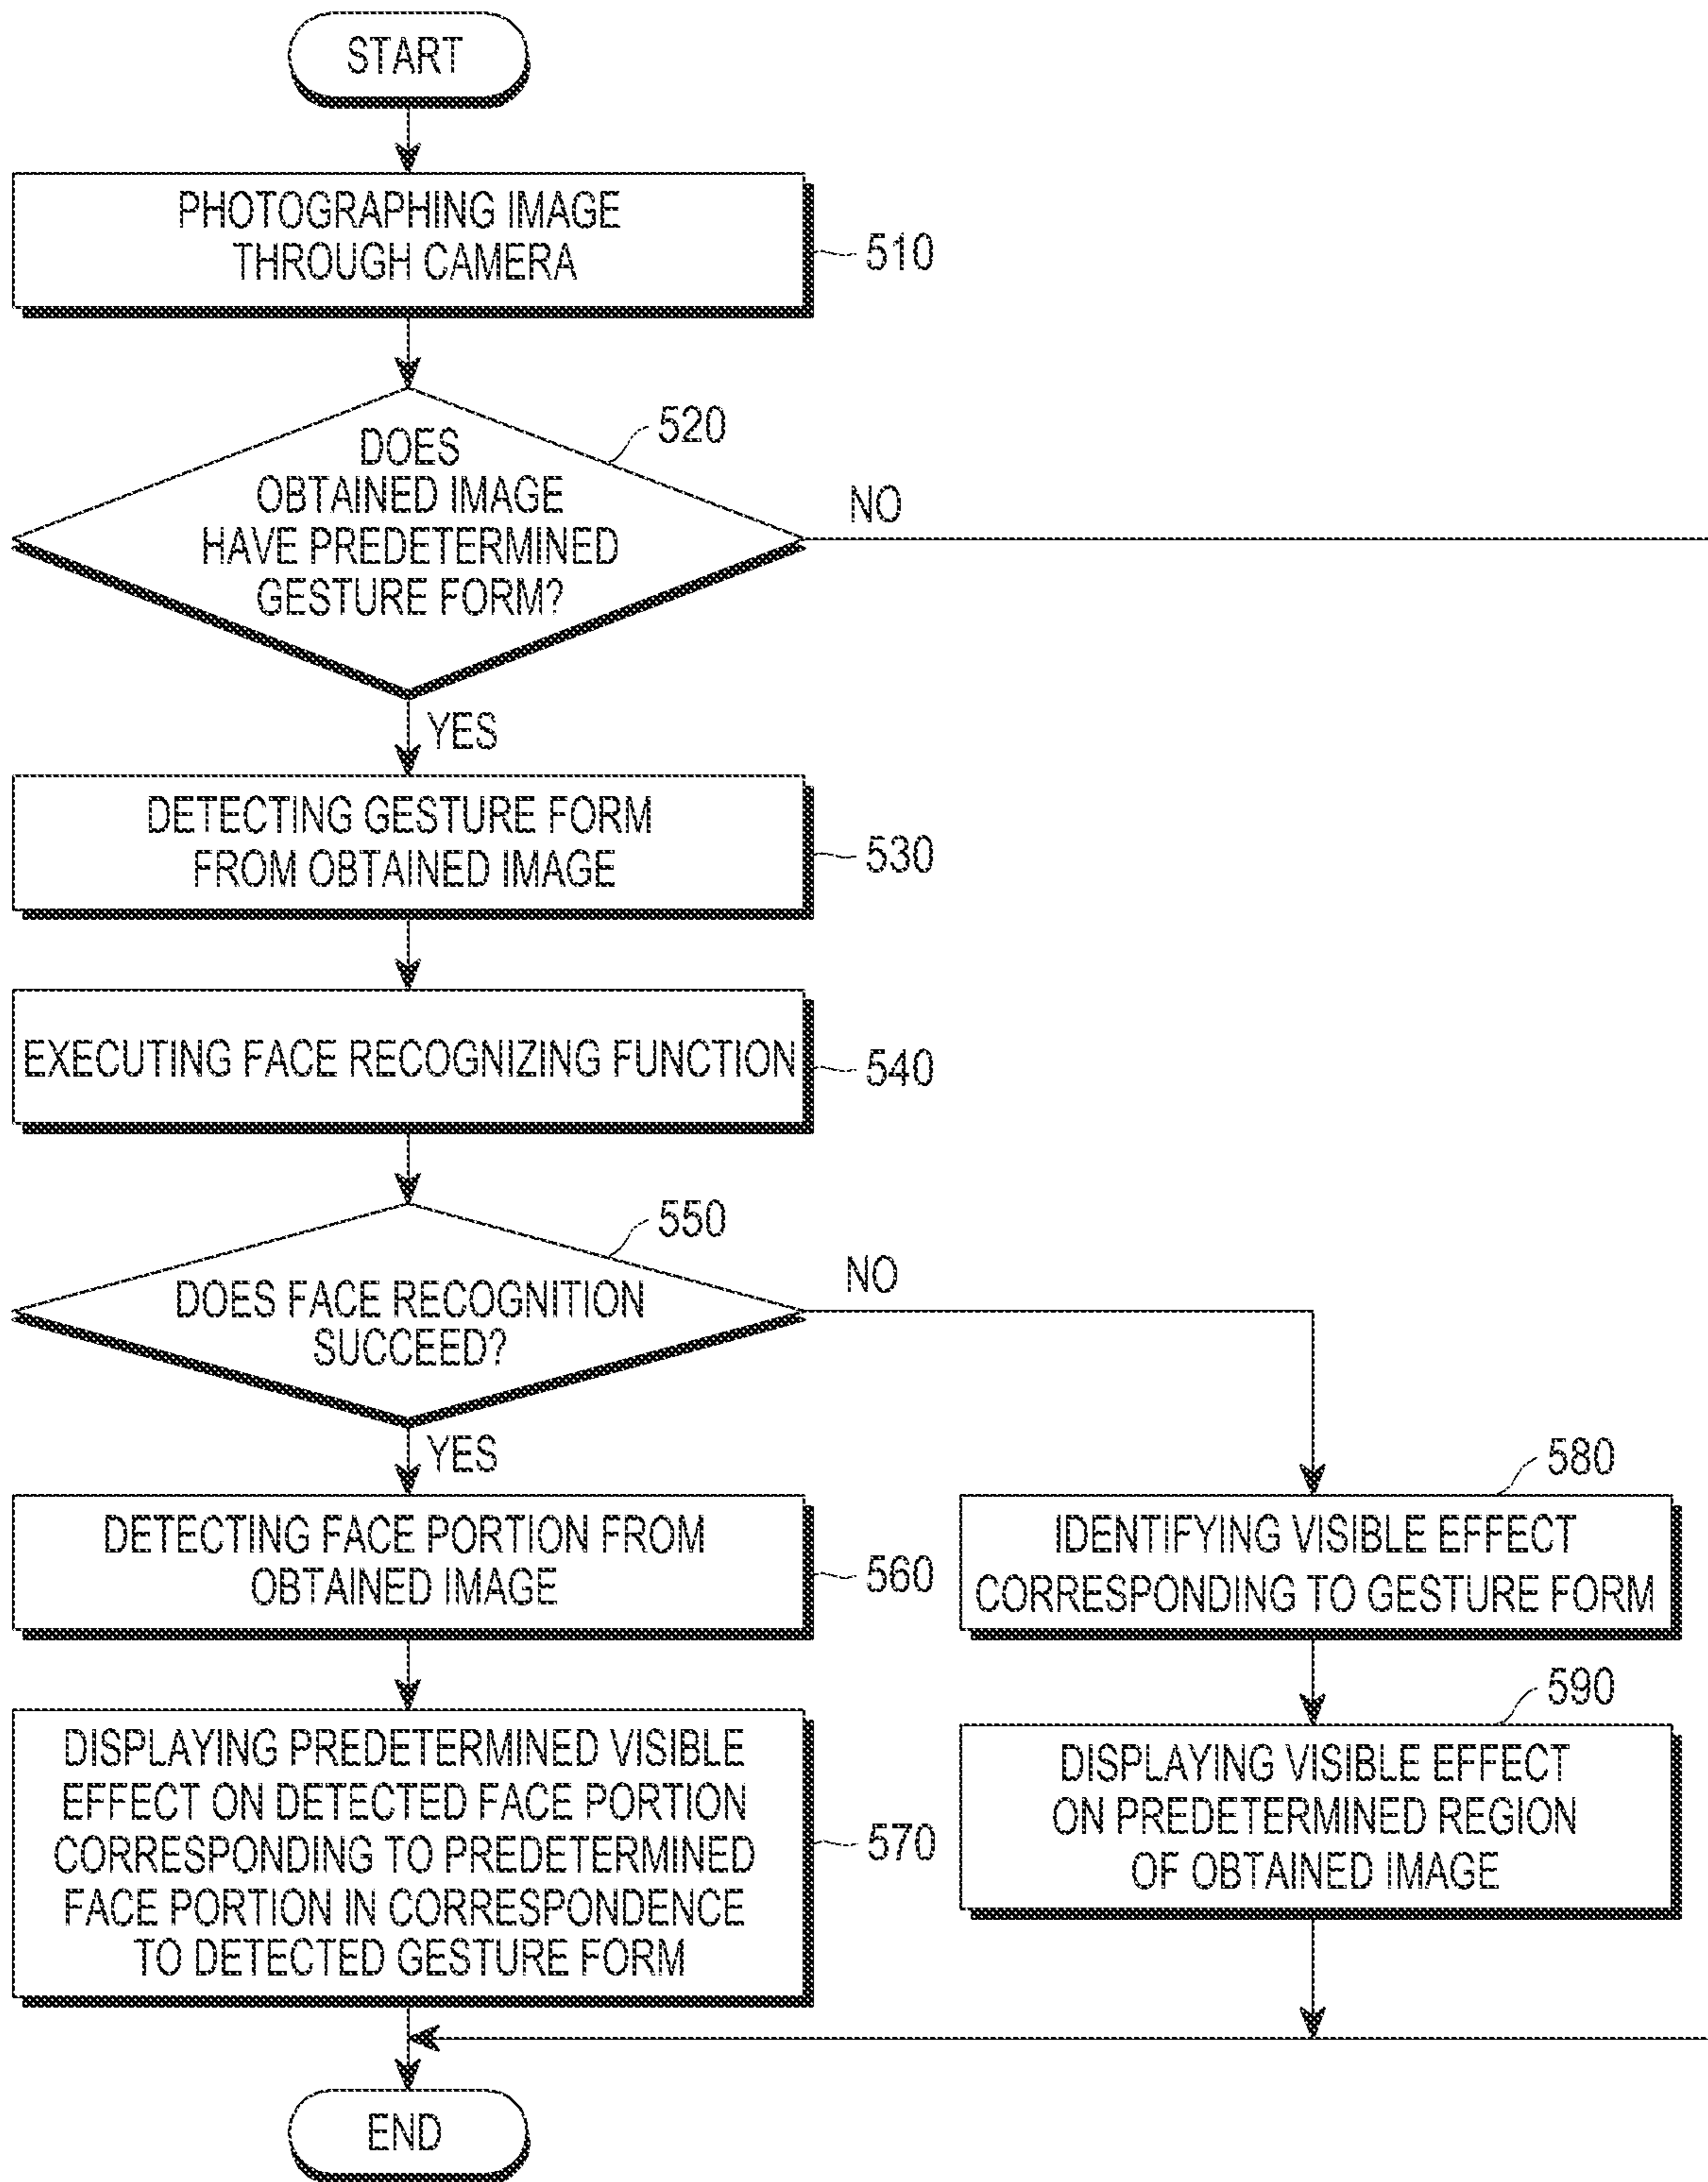 START
PHOTOGRAPHING IMAGE
THROUGH CAMERA
510
520
DOES
OBTAINED IMAGE
HAVE PREDETERMINED
GESTURE FORM?
NO
YES
DETECTING GESTURE FORM
FROM OBTAINED IMAGE
530
EXECUTING FACE RECOGNIZING FUNCTION
540
550
DOES FACE RECOGNITION
SUCCEED?
NO
YES
DETECTING FACE PORTION FROM
OBTAINED IMAGE
560
580
IDENTIFYING VISIBLE EFFECT
CORRESPONDING TO GESTURE FORM
DISPLAYING PREDETERMINED VISIBLE
EFFECT ON DETECTED FACE PORTION
CORRESPONDING TO PREDETERMINED
FACE PORTION IN CORRESPONDENCE
TO DETECTED GESTURE FORM
570
590
DISPLAYING VISIBLE EFFECT
ON PREDETERMINED REGION
OF OBTAINED IMAGE
END